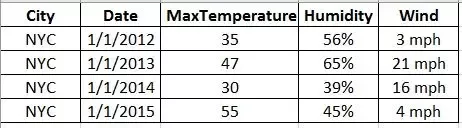 City Date MaxTemperature Humidity Wind
NYC 1/1/2012 35 56% 3 mph
NYC 1/1/2013 47 65% 21 mph
NYC 1/1/2014 30 39% 16 mph
NYC 1/1/2015 55 45% 4 mph